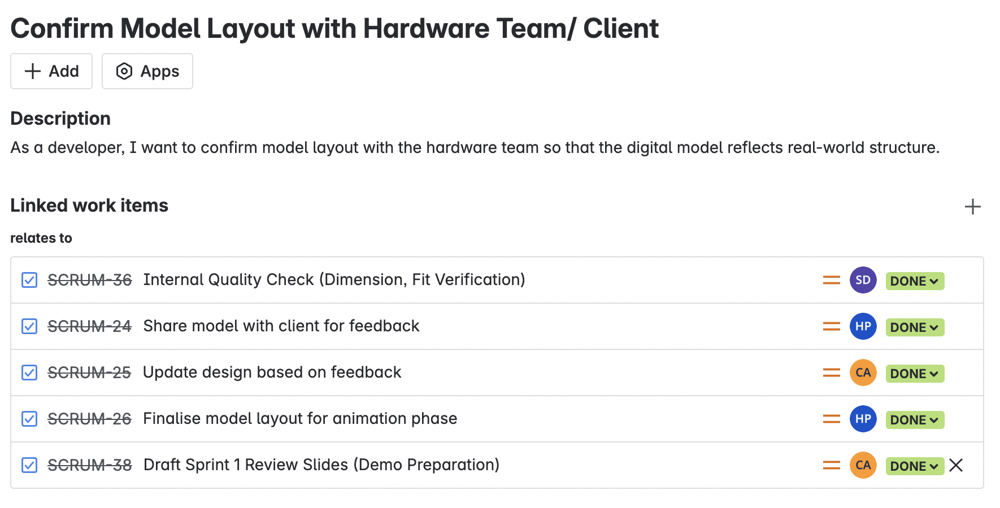 Confirm Model Layout with Hardware Team/ Client
Add
Apps
Description
As a developer, I want to confirm model layout with the hardware team so that the digital model reflects real-world structure.
Linked work items
relates to
SCRUM-36 Internal Quality Check (Dimension, Fit Verification) SD DONE
SCRUM-24 Share model with client for feedback HP DONE
SCRUM-25 Update design based on feedback CA DONE
SCRUM-26 Finalise model layout for animation phase HP DONE
SCRUM-38 Draft Sprint 1 Review Slides (Demo Preparation) CA DONE